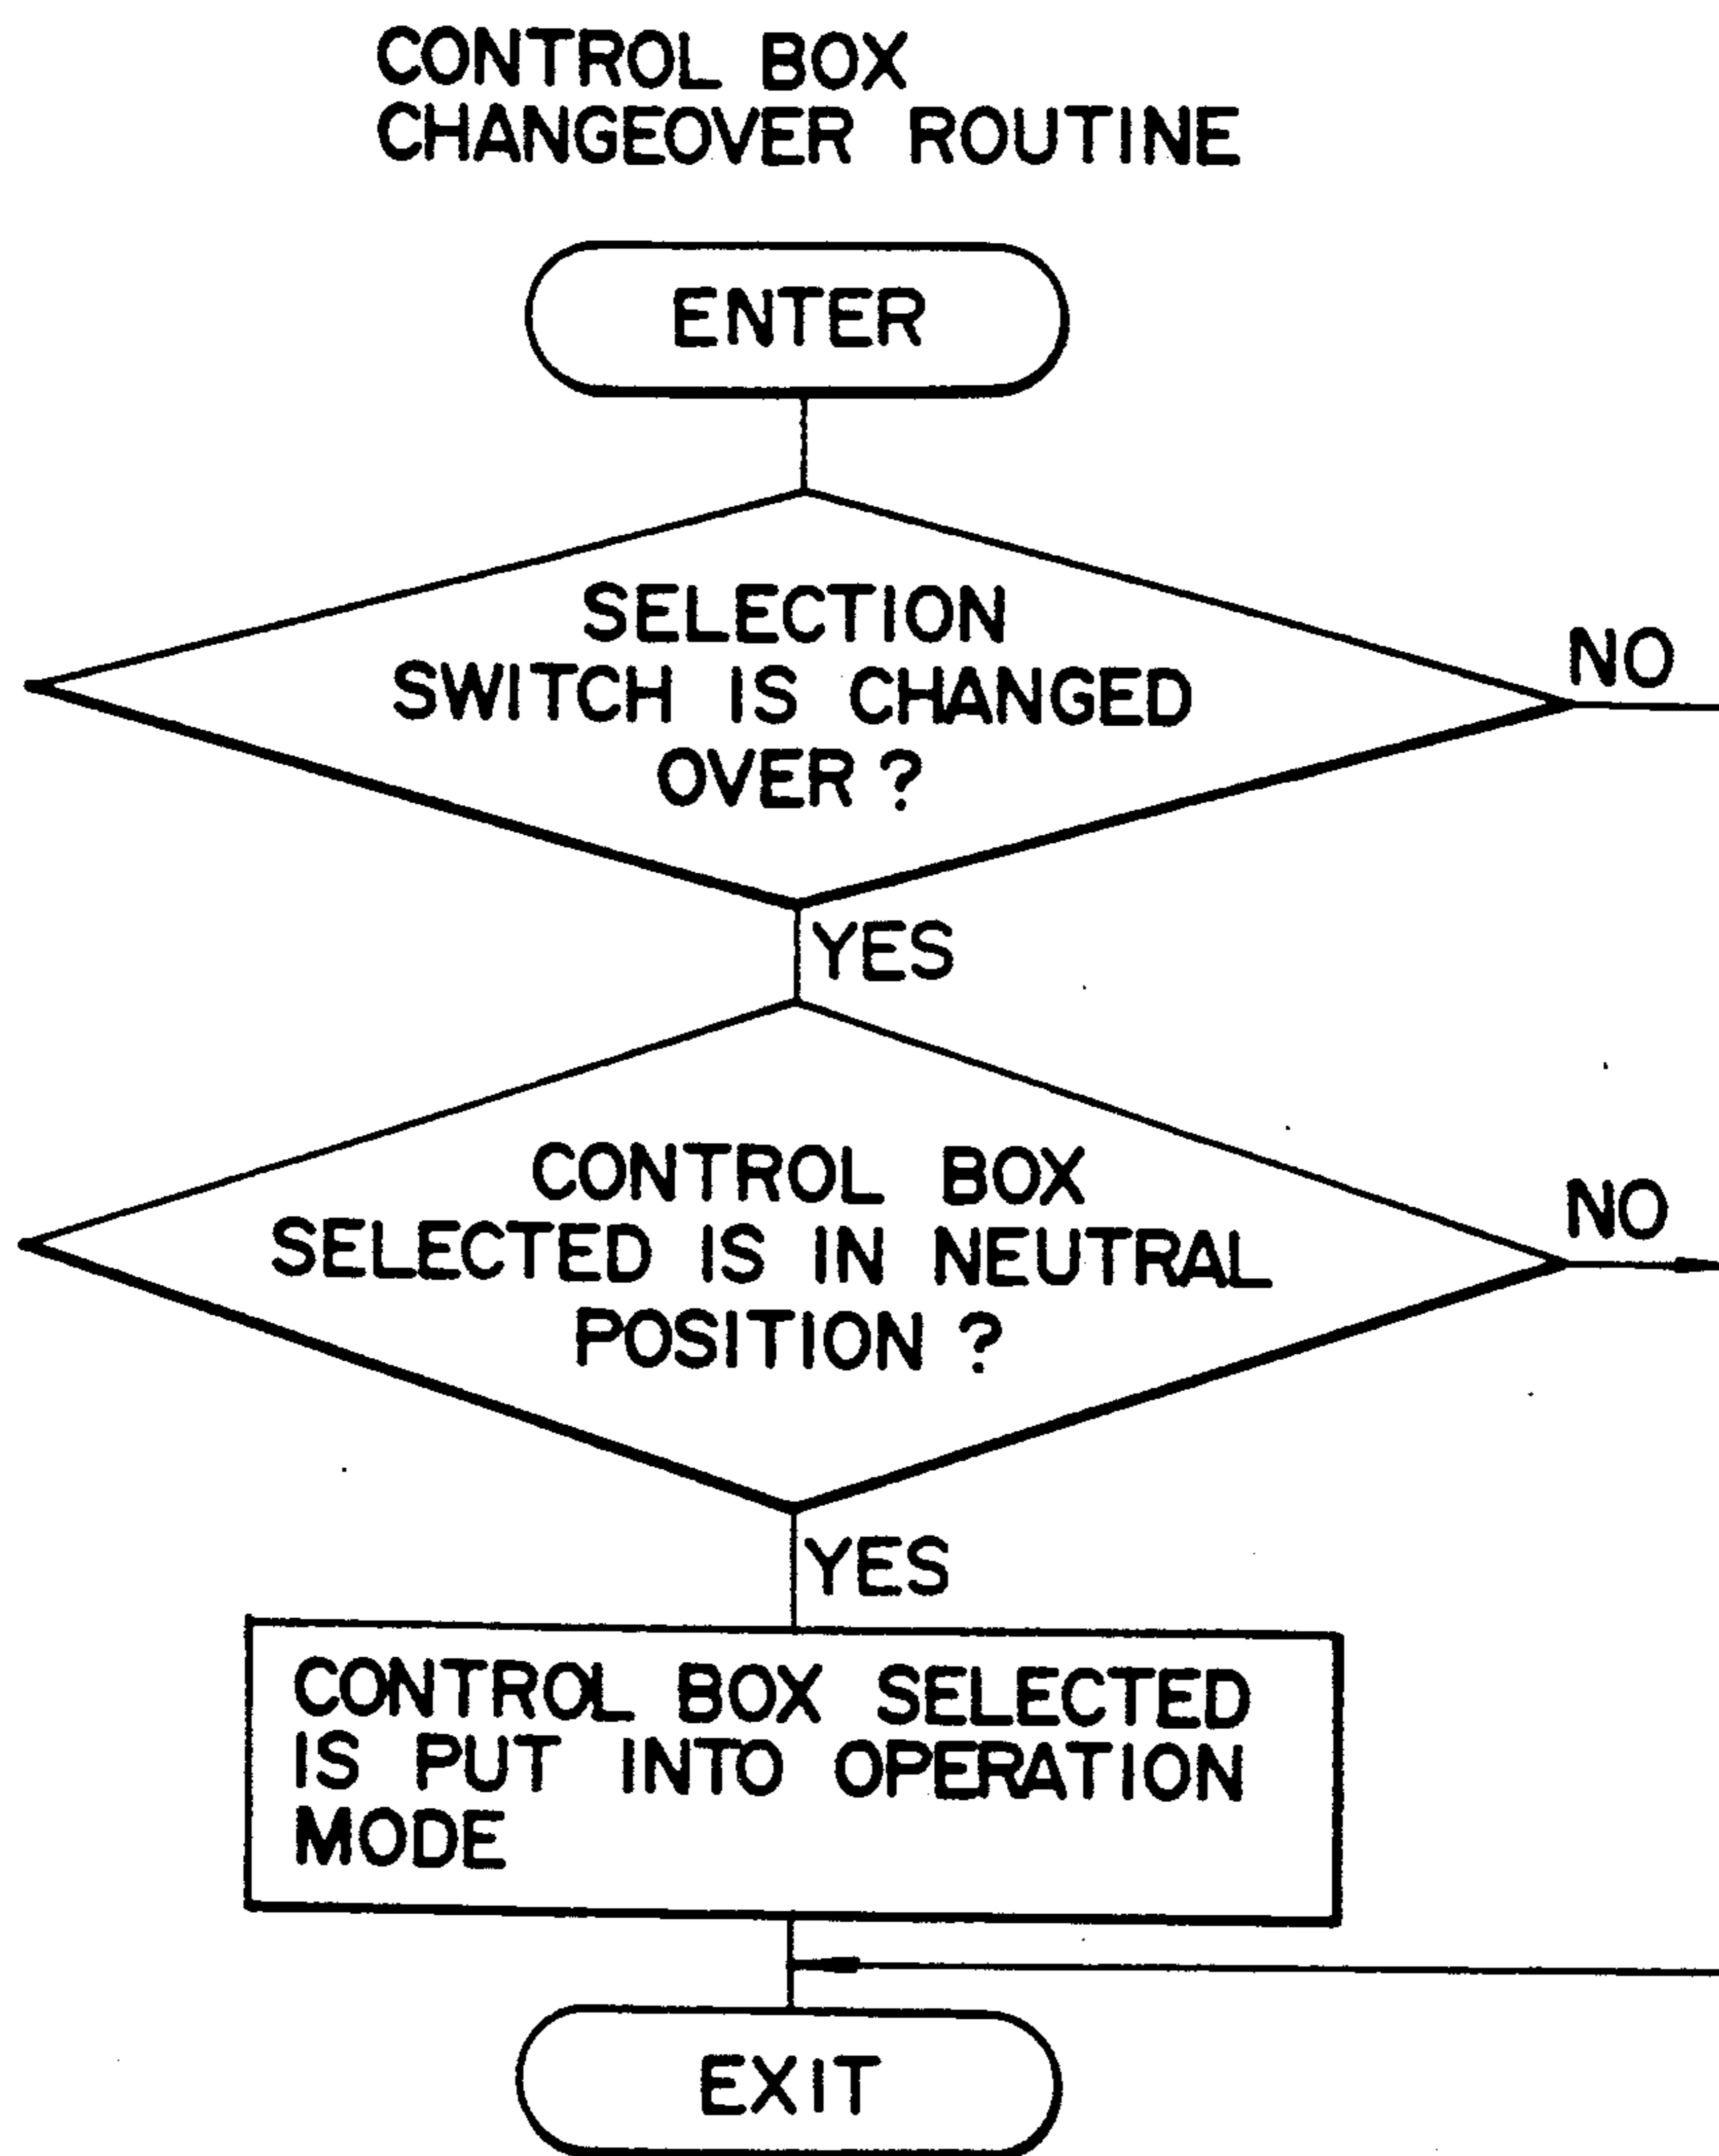 CONTROL BOX
CHANGEOVER ROUTINE
ENTER
SELECTION
SWITCH IS CHANGED
OVER ?
NO
YES
CONTROL BOX
SELECTED IS IN NEUTRAL
POSITION ?
NO
YES
CONTROL BOX SELECTED
IS PUT INTO OPERATION
MODE
EXIT